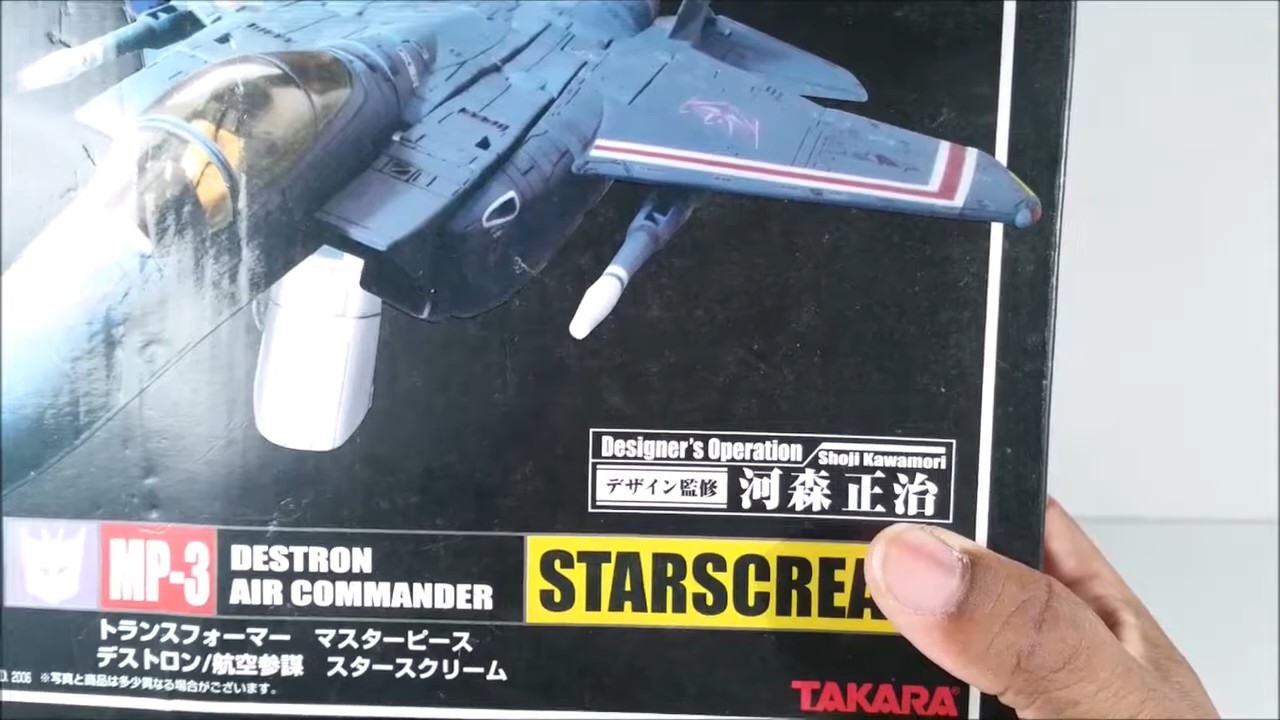 Designer's Operation / Shoji Kawamori
デザイン監修 河森正治
MP-3
DESTRON
AIR COMMANDER
STARSCREA
トランスフォーマー マスターピース
デストロン/航空参謀 スタースクリーム
2006 ※写真と商品は多少異なる場合がございます。
TAKARA®